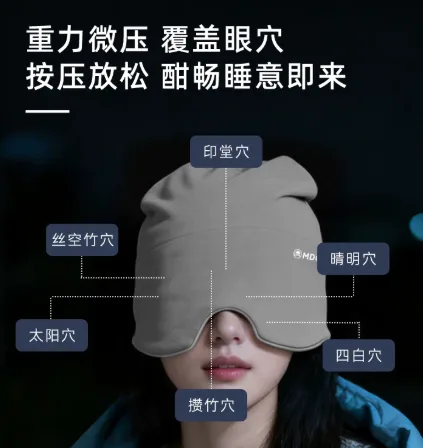 重力微压 覆盖眼穴
按压放松 酣畅睡意即来
印堂穴
丝空竹穴
晴明穴
太阳穴
四白穴
攒竹穴